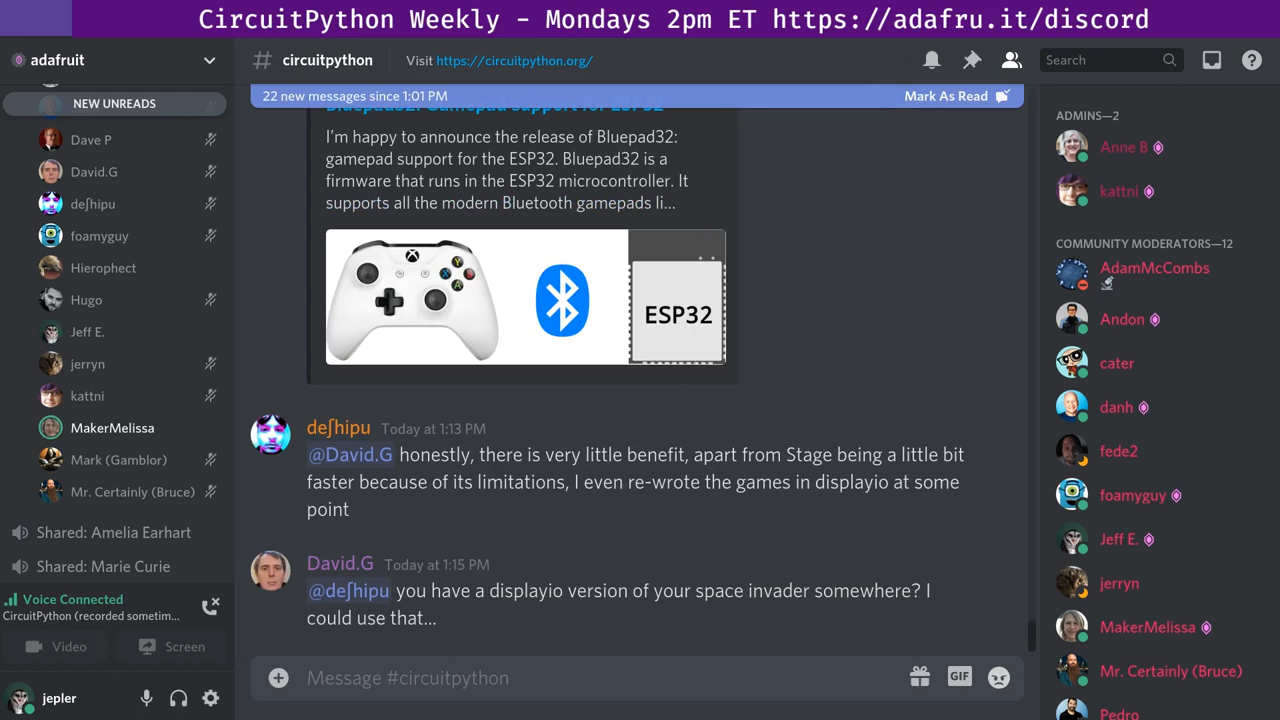 CircuitPython Weekly - Mondays 2pm ET https://adafru.it/discord
adafruit
NEW UNREADS
Dave P
David.G
deʃhipu
foamyguy
Hierophect
Hugo
Jeff E.
jerryn
kattni
MakerMelissa
Mark (Gamblor)
Mr. Certainly (Bruce)
Shared: Amelia Earhart
Shared: Marie Curie
Voice Connected
CircuitPython (recorded sometim...
Video
Screen
jepler
# circuitpython
Visit https://circuitpython.org/
Search
22 new messages since 1:01 PM
Mark As Read
Bluepad32: Gamepad support for ESP32
I'm happy to announce the release of Bluepad32:
gamepad support for the ESP32. Bluepad32 is a
firmware that runs in the ESP32 microcontroller. It
supports all the modern Bluetooth gamepads li...
Y
X B
A
ESP32
deʃhipu Today at 1:13 PM
@David.G honestly, there is very little benefit, apart from Stage being a little bit
faster because of its limitations, I even re-wrote the games in displayio at some
point
David.G Today at 1:15 PM
@deʃhipu you have a displayio version of your space invader somewhere? I
could use that...
Message #circuitpython
GIF
ADMINS—2
Anne B
kattni
COMMUNITY MODERATORS—12
AdamMcCombs
Andon
cater
danh
fede2
foamyguy
Jeff E.
jerryn
MakerMelissa
Mr. Certainly (Bruce)
Pedro